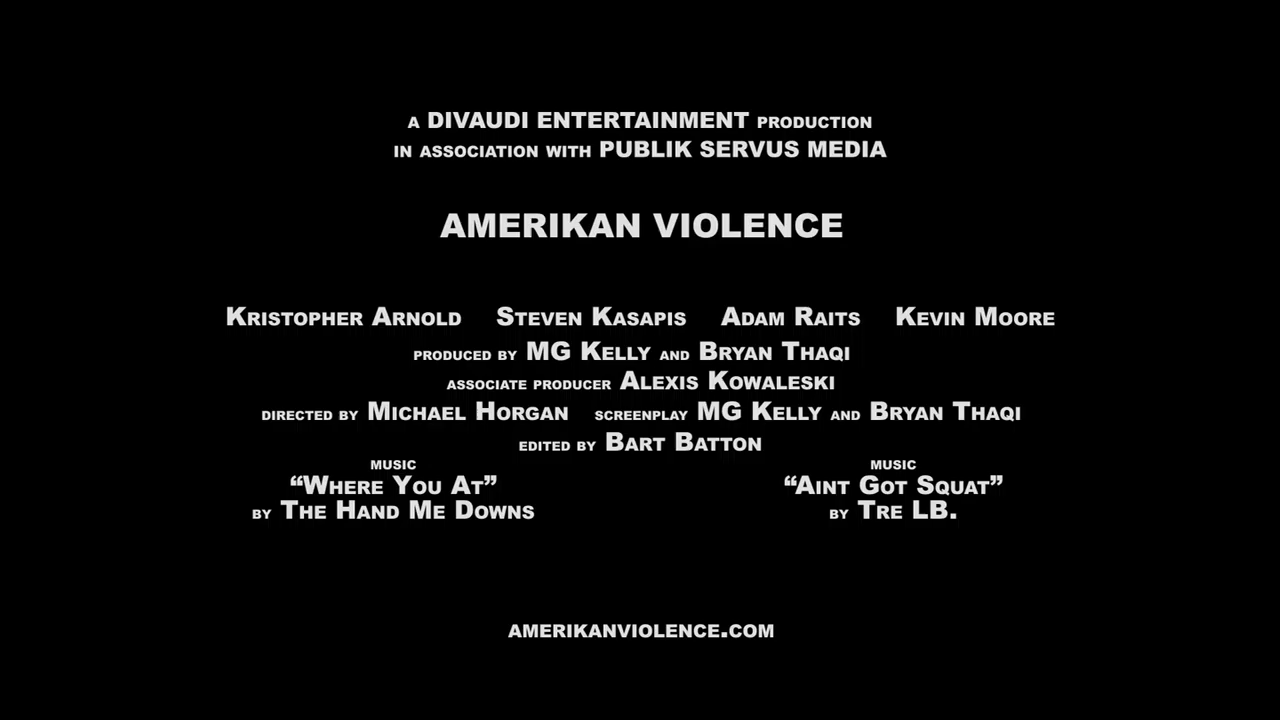 A DIVAUDI ENTERTAINMENT PRODUCTION
IN ASSOCIATION WITH PUBLIK SERVUS MEDIA
AMERIKAN VIOLENCE
KRISTOPHER ARNOLD STEVEN KASAPIS ADAM RAITS KEVIN MOORE
PRODUCED BY MG KELLY AND BRYAN THAQI
ASSOCIATE PRODUCER ALEXIS KOWALESKI
DIRECTED BY MICHAEL HORGAN SCREENPLAY MG KELLY AND BRYAN THAQI
EDITED BY BART BATTON
MUSIC
“WHERE YOU AT”
BY THE HAND ME DOWNS
MUSIC
“AINT GOT SQUAT”
BY TRE LB.
AMERIKANVIOLENCE.COM